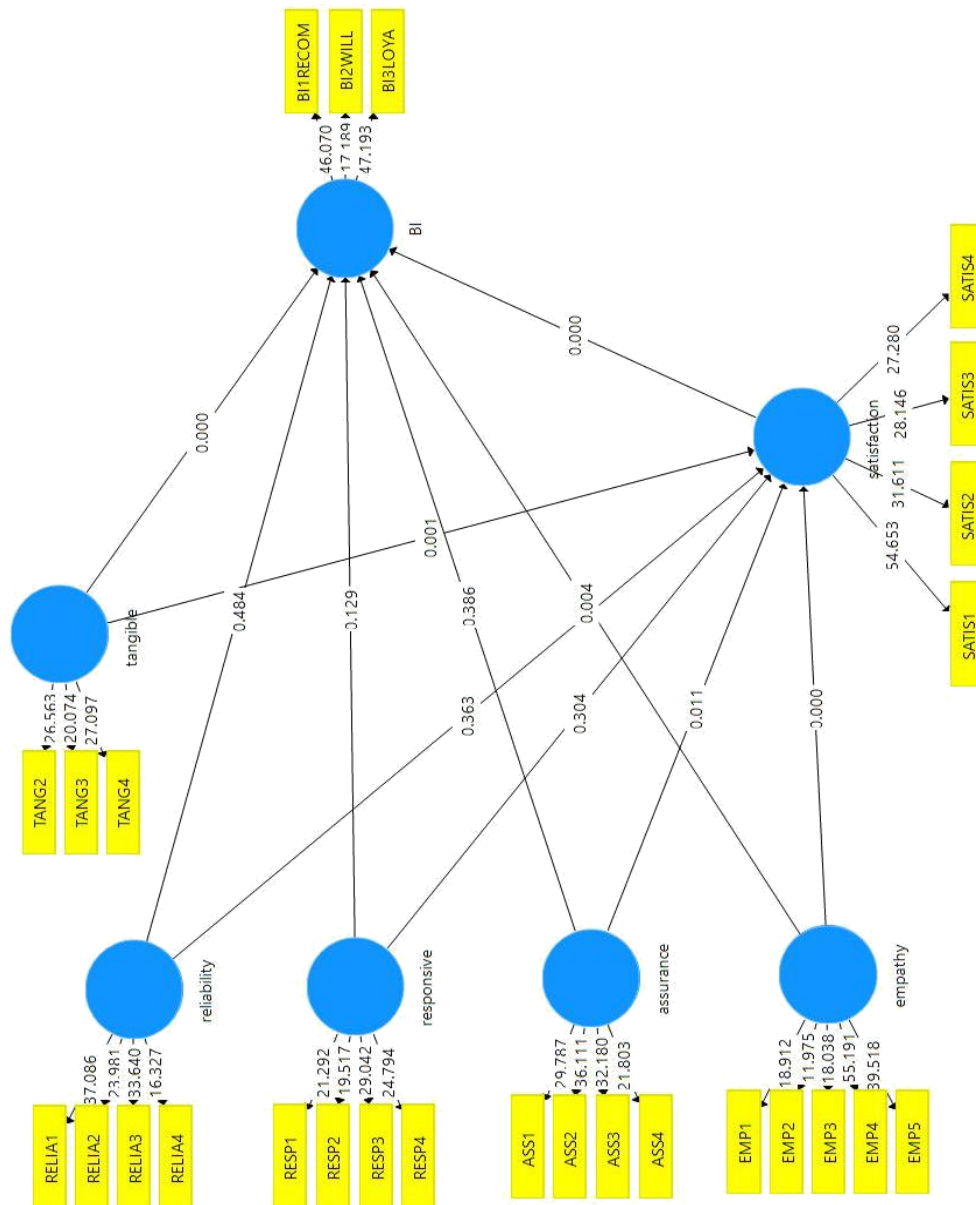 BI1RECOM
BI2WILL
BI3LOYA
46.070
17.189
47.193
BI
0.000
0.000
tangible
26.563
20.074
27.097
TANG2
TANG3
TANG4
0.001
0.484
0.129
0.386
0.004
0.363
0.304
0.011
0.000
satisfaction
54.653
31.611
28.146
27.280
SATIS1
SATIS2
SATIS3
SATIS4
reliability
37.086
23.981
33.640
16.327
RELIA1
RELIA2
RELIA3
RELIA4
responsive
21.292
19.517
29.042
24.794
RESP1
RESP2
RESP3
RESP4
assurance
29.787
36.111
32.180
21.803
ASS1
ASS2
ASS3
ASS4
empathy
18.912
11.975
18.038
55.191
39.518
EMP1
EMP2
EMP3
EMP4
EMP5